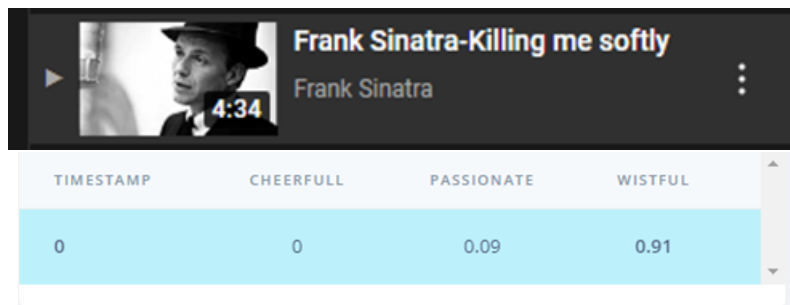 Frank Sinatra-Killing me softly
Frank Sinatra
4:34
TIMESTAMP CHEERFULL PASSIONATE WISTFUL
0 0 0.09 0.91